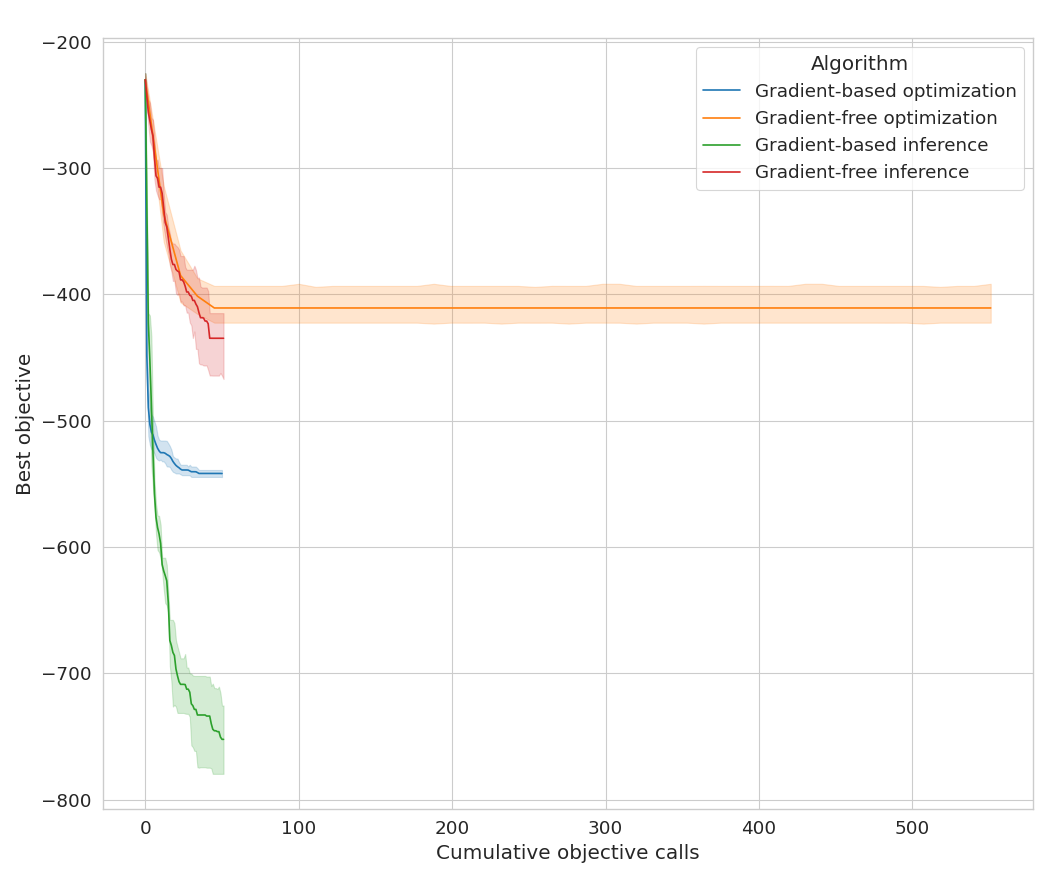 Algorithm
Gradient-based optimization
Gradient-free optimization
Gradient-based inference
Gradient-free inference
−200
−300
−400
−500
−600
−700
−800
Best objective
0 100 200 300 400 500
Cumulative objective calls